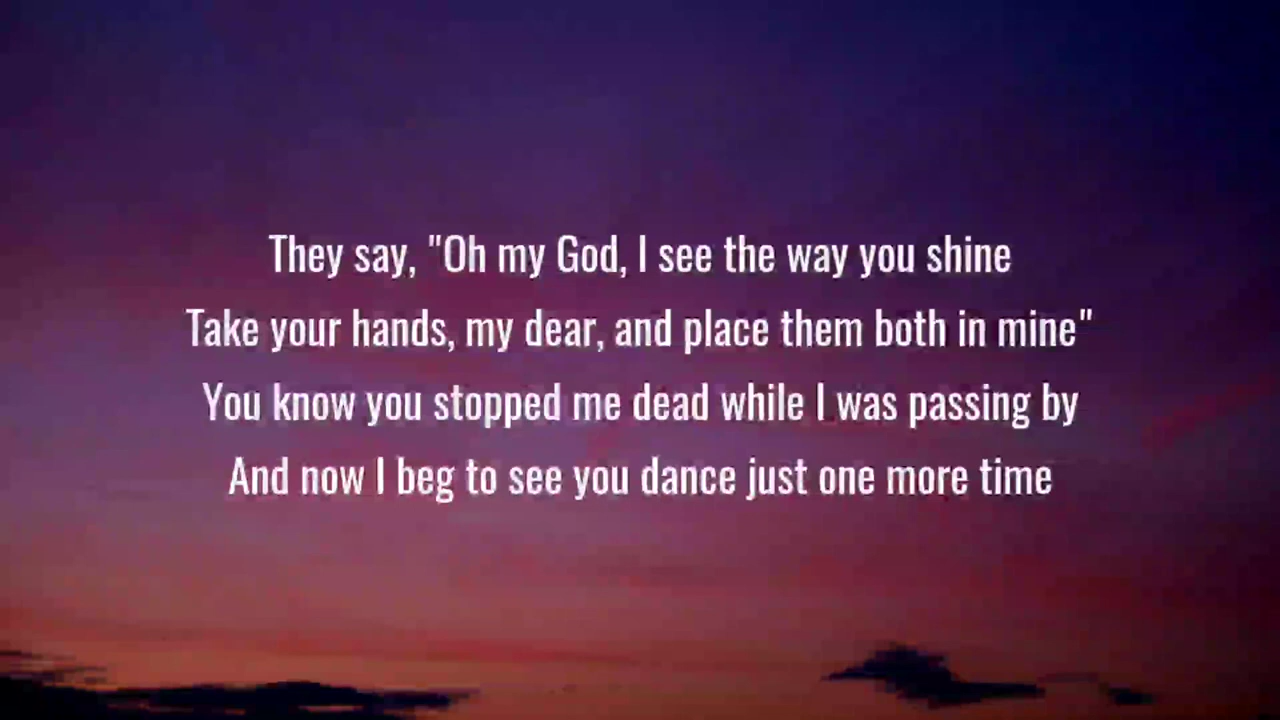 They say, "Oh my God, I see the way you shine
Take your hands, my dear, and place them both in mine"
You know you stopped me dead while I was passing by
And now I beg to see you dance just one more time